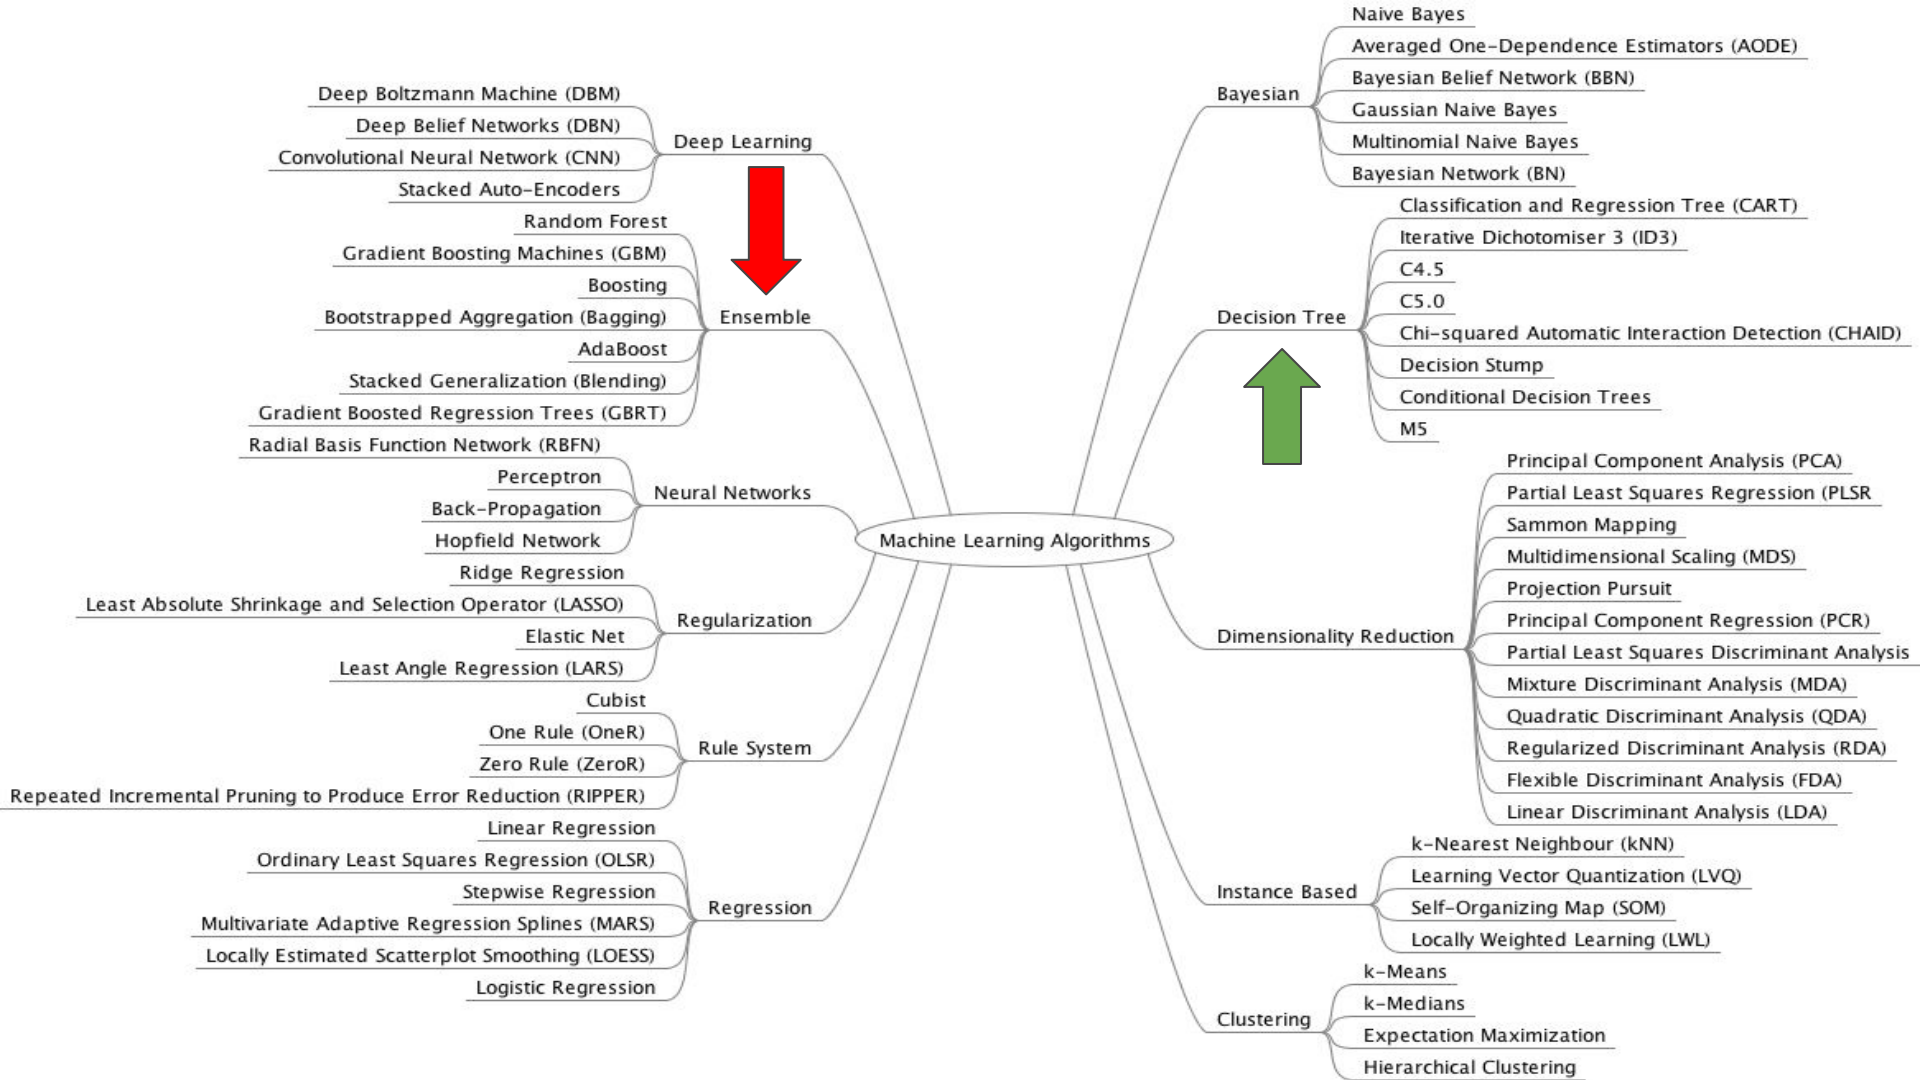 Machine Learning Algorithms
Deep Learning
Deep Boltzmann Machine (DBM)
Deep Belief Networks (DBN)
Convolutional Neural Network (CNN)
Stacked Auto-Encoders
Ensemble
Random Forest
Gradient Boosting Machines (GBM)
Boosting
Bootstrapped Aggregation (Bagging)
AdaBoost
Stacked Generalization (Blending)
Gradient Boosted Regression Trees (GBRT)
Neural Networks
Radial Basis Function Network (RBFN)
Perceptron
Back-Propagation
Hopfield Network
Regularization
Ridge Regression
Least Absolute Shrinkage and Selection Operator (LASSO)
Elastic Net
Least Angle Regression (LARS)
Rule System
Cubist
One Rule (OneR)
Zero Rule (ZeroR)
Repeated Incremental Pruning to Produce Error Reduction (RIPPER)
Regression
Linear Regression
Ordinary Least Squares Regression (OLSR)
Stepwise Regression
Multivariate Adaptive Regression Splines (MARS)
Locally Estimated Scatterplot Smoothing (LOESS)
Logistic Regression
Bayesian
Naive Bayes
Averaged One-Dependence Estimators (AODE)
Bayesian Belief Network (BBN)
Gaussian Naive Bayes
Multinomial Naive Bayes
Bayesian Network (BN)
Decision Tree
Classification and Regression Tree (CART)
Iterative Dichotomiser 3 (ID3)
C4.5
C5.0
Chi-squared Automatic Interaction Detection (CHAID)
Decision Stump
Conditional Decision Trees
M5
Dimensionality Reduction
Principal Component Analysis (PCA)
Partial Least Squares Regression (PLSR
Sammon Mapping
Multidimensional Scaling (MDS)
Projection Pursuit
Principal Component Regression (PCR)
Partial Least Squares Discriminant Analysis
Mixture Discriminant Analysis (MDA)
Quadratic Discriminant Analysis (QDA)
Regularized Discriminant Analysis (RDA)
Flexible Discriminant Analysis (FDA)
Linear Discriminant Analysis (LDA)
Instance Based
k-Nearest Neighbour (kNN)
Learning Vector Quantization (LVQ)
Self-Organizing Map (SOM)
Locally Weighted Learning (LWL)
Clustering
k-Means
k-Medians
Expectation Maximization
Hierarchical Clustering